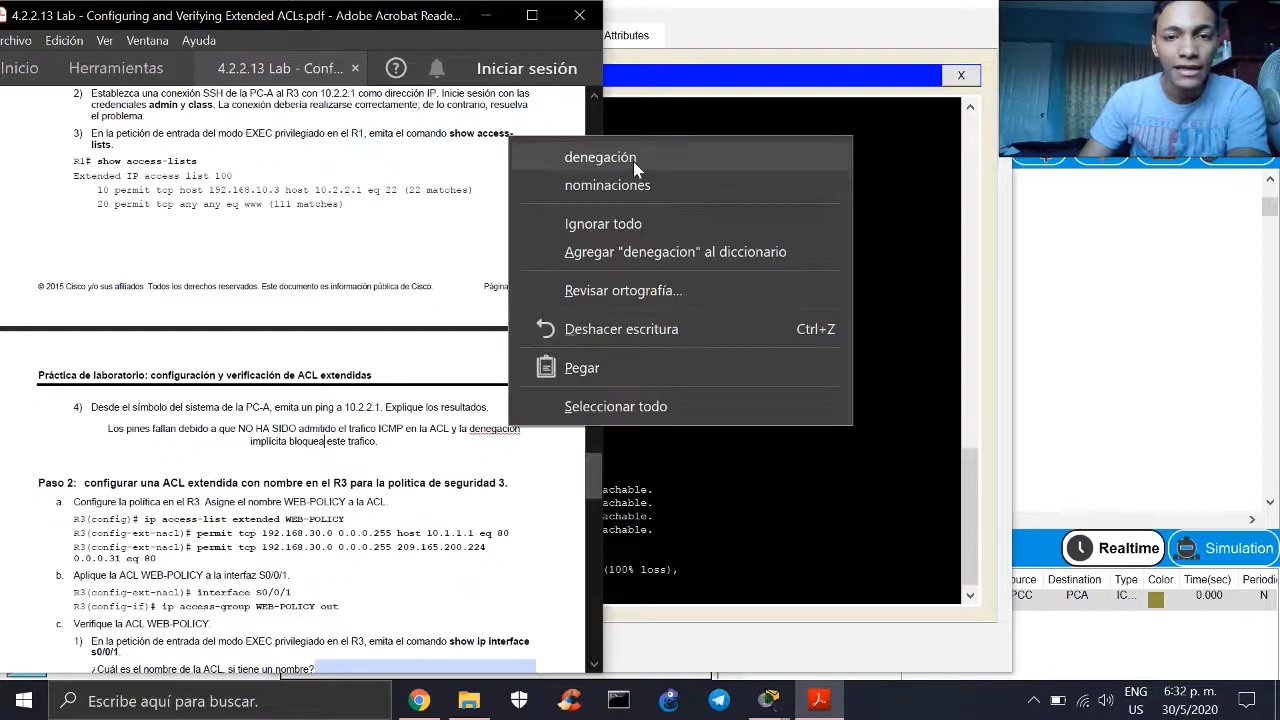 4.2.2.13 Lab - Configuring and Verifying Extended ACLs.pdf - Adobe Acrobat Reade...
Attributes
rchivo Edición Ver Ventana Ayuda
Inicio Herramientas 4.2.2.13 Lab - Conf... × ? Iniciar sesión
X
2) Establezca una conexión SSH de la PC-A al R3 con 10.2.2.1 como dirección IP. Inicie sesión con las
credenciales admin y class. La conexión debería realizarse correctamente; de lo contrario, resuelva
el problema.
3) En la petición de entrada del modo EXEC privilegiado en el R1, emita el comando show access-
lists.
R1# show access-lists
Extended IP access list 100
10 permit tcp host 192.168.10.3 host 10.2.2.1 eq 22 (22 matches)
20 permit tcp any any eq www (111 matches)
© 2015 Cisco y/o sus afiliados. Todos los derechos reservados. Este documento es información pública de Cisco. Página
denegación
nominaciones
Ignorar todo
Agregar "denegacion" al diccionario
Revisar ortografía...
Deshacer escritura Ctrl+Z
Pegar
Seleccionar todo
Práctica de laboratorio: configuración y verificación de ACL extendidas
4) Desde el símbolo del sistema de la PC-A, emita un ping a 10.2.2.1. Explique los resultados.
Los pines fallan debido a que NO HA SIDO admitido el trafico ICMP en la ACL y la denegacion
implícita bloquea este trafico.
Paso 2: configurar una ACL extendida con nombre en el R3 para la política de seguridad 3.
a. Configure la política en el R3. Asigne el nombre WEB-POLICY a la ACL.
R3(config)# ip access-list extended WEB-POLICY
R3(config-ext-nacl)# permit tcp 192.168.30.0 0.0.0.255 host 10.1.1.1 eq 80
R3(config-ext-nacl)# permit tcp 192.168.30.0 0.0.0.255 209.165.200.224
0.0.0.31 eq 80
b. Aplique la ACL WEB-POLICY a la interfaz S0/0/1.
R3(config-ext-nacl)# interface S0/0/1
R3(config-if)# ip access-group WEB-POLICY out
c. Verifique la ACL WEB-POLICY.
1) En la petición de entrada del modo EXEC privilegiado en el R3, emita el comando show ip interface
s0/0/1.
¿Cuál es el nombre de la ACL, si tiene un nombre?
achable.
achable.
achable.
achable.
(100% loss),
Realtime Simulation
ource Destination Type Color Time(sec) Periodi
PCC PCA IC... 0.000 N
Escribe aquí para buscar.
ENG
US
6:32 p. m.
30/5/2020